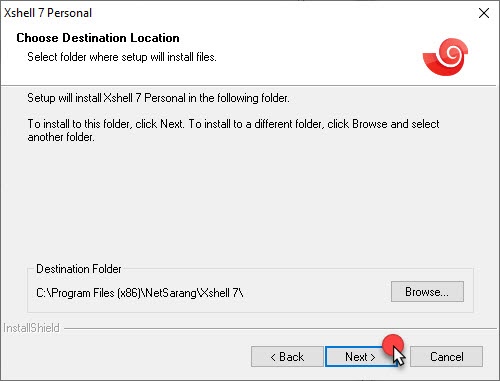 Xshell 7 Personal
Choose Destination Location
Select folder where setup will install files.
Setup will install Xshell 7 Personal in the following folder.
To install to this folder, click Next. To install to a different folder, click Browse and select
another folder.
Destination Folder
C:\Program Files (x86)\NetSarang\Xshell 7\
Browse...
InstallShield
< Back
Next >
Cancel